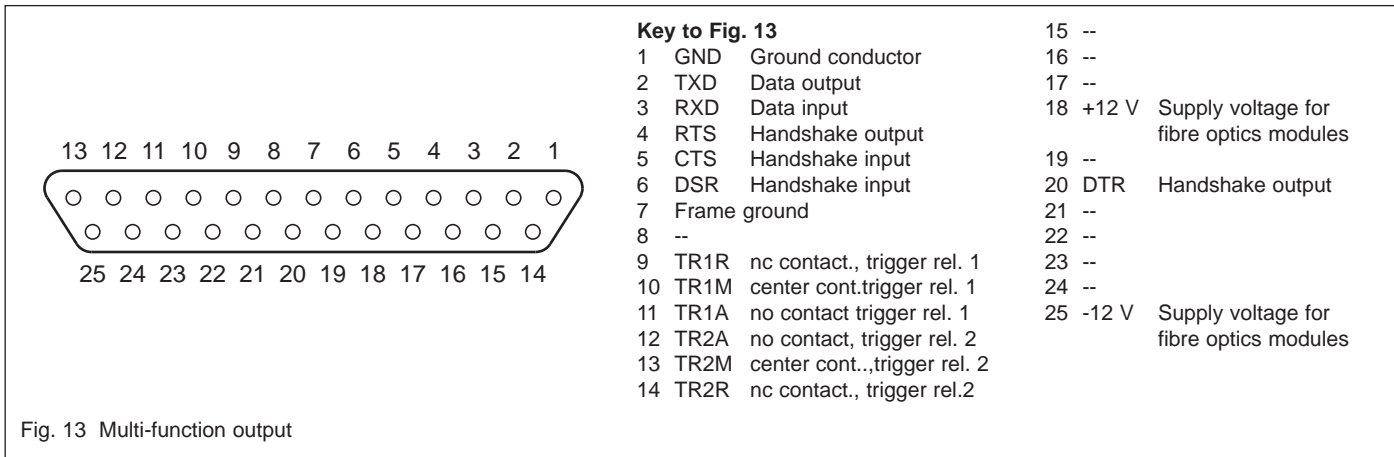 13 12 11 10 9 8 7 6 5 4 3 2 1
25 24 23 22 21 20 19 18 17 16 15 14
Key to Fig. 13
1 GND Ground conductor
2 TXD Data output
3 RXD Data input
4 RTS Handshake output
5 CTS Handshake input
6 DSR Handshake input
7 Frame ground
8 --
9 TR1R nc contact., trigger rel. 1
10 TR1M center cont.trigger rel. 1
11 TR1A no contact trigger rel. 1
12 TR2A no contact, trigger rel. 2
13 TR2M center cont..,trigger rel. 2
14 TR2R nc contact., trigger rel.2
15 --
16 --
17 --
18 +12 V Supply voltage for
fibre optics modules
19 --
20 DTR Handshake output
21 --
22 --
23 --
24 --
25 -12 V Supply voltage for
fibre optics modules
Fig. 13 Multi-function output